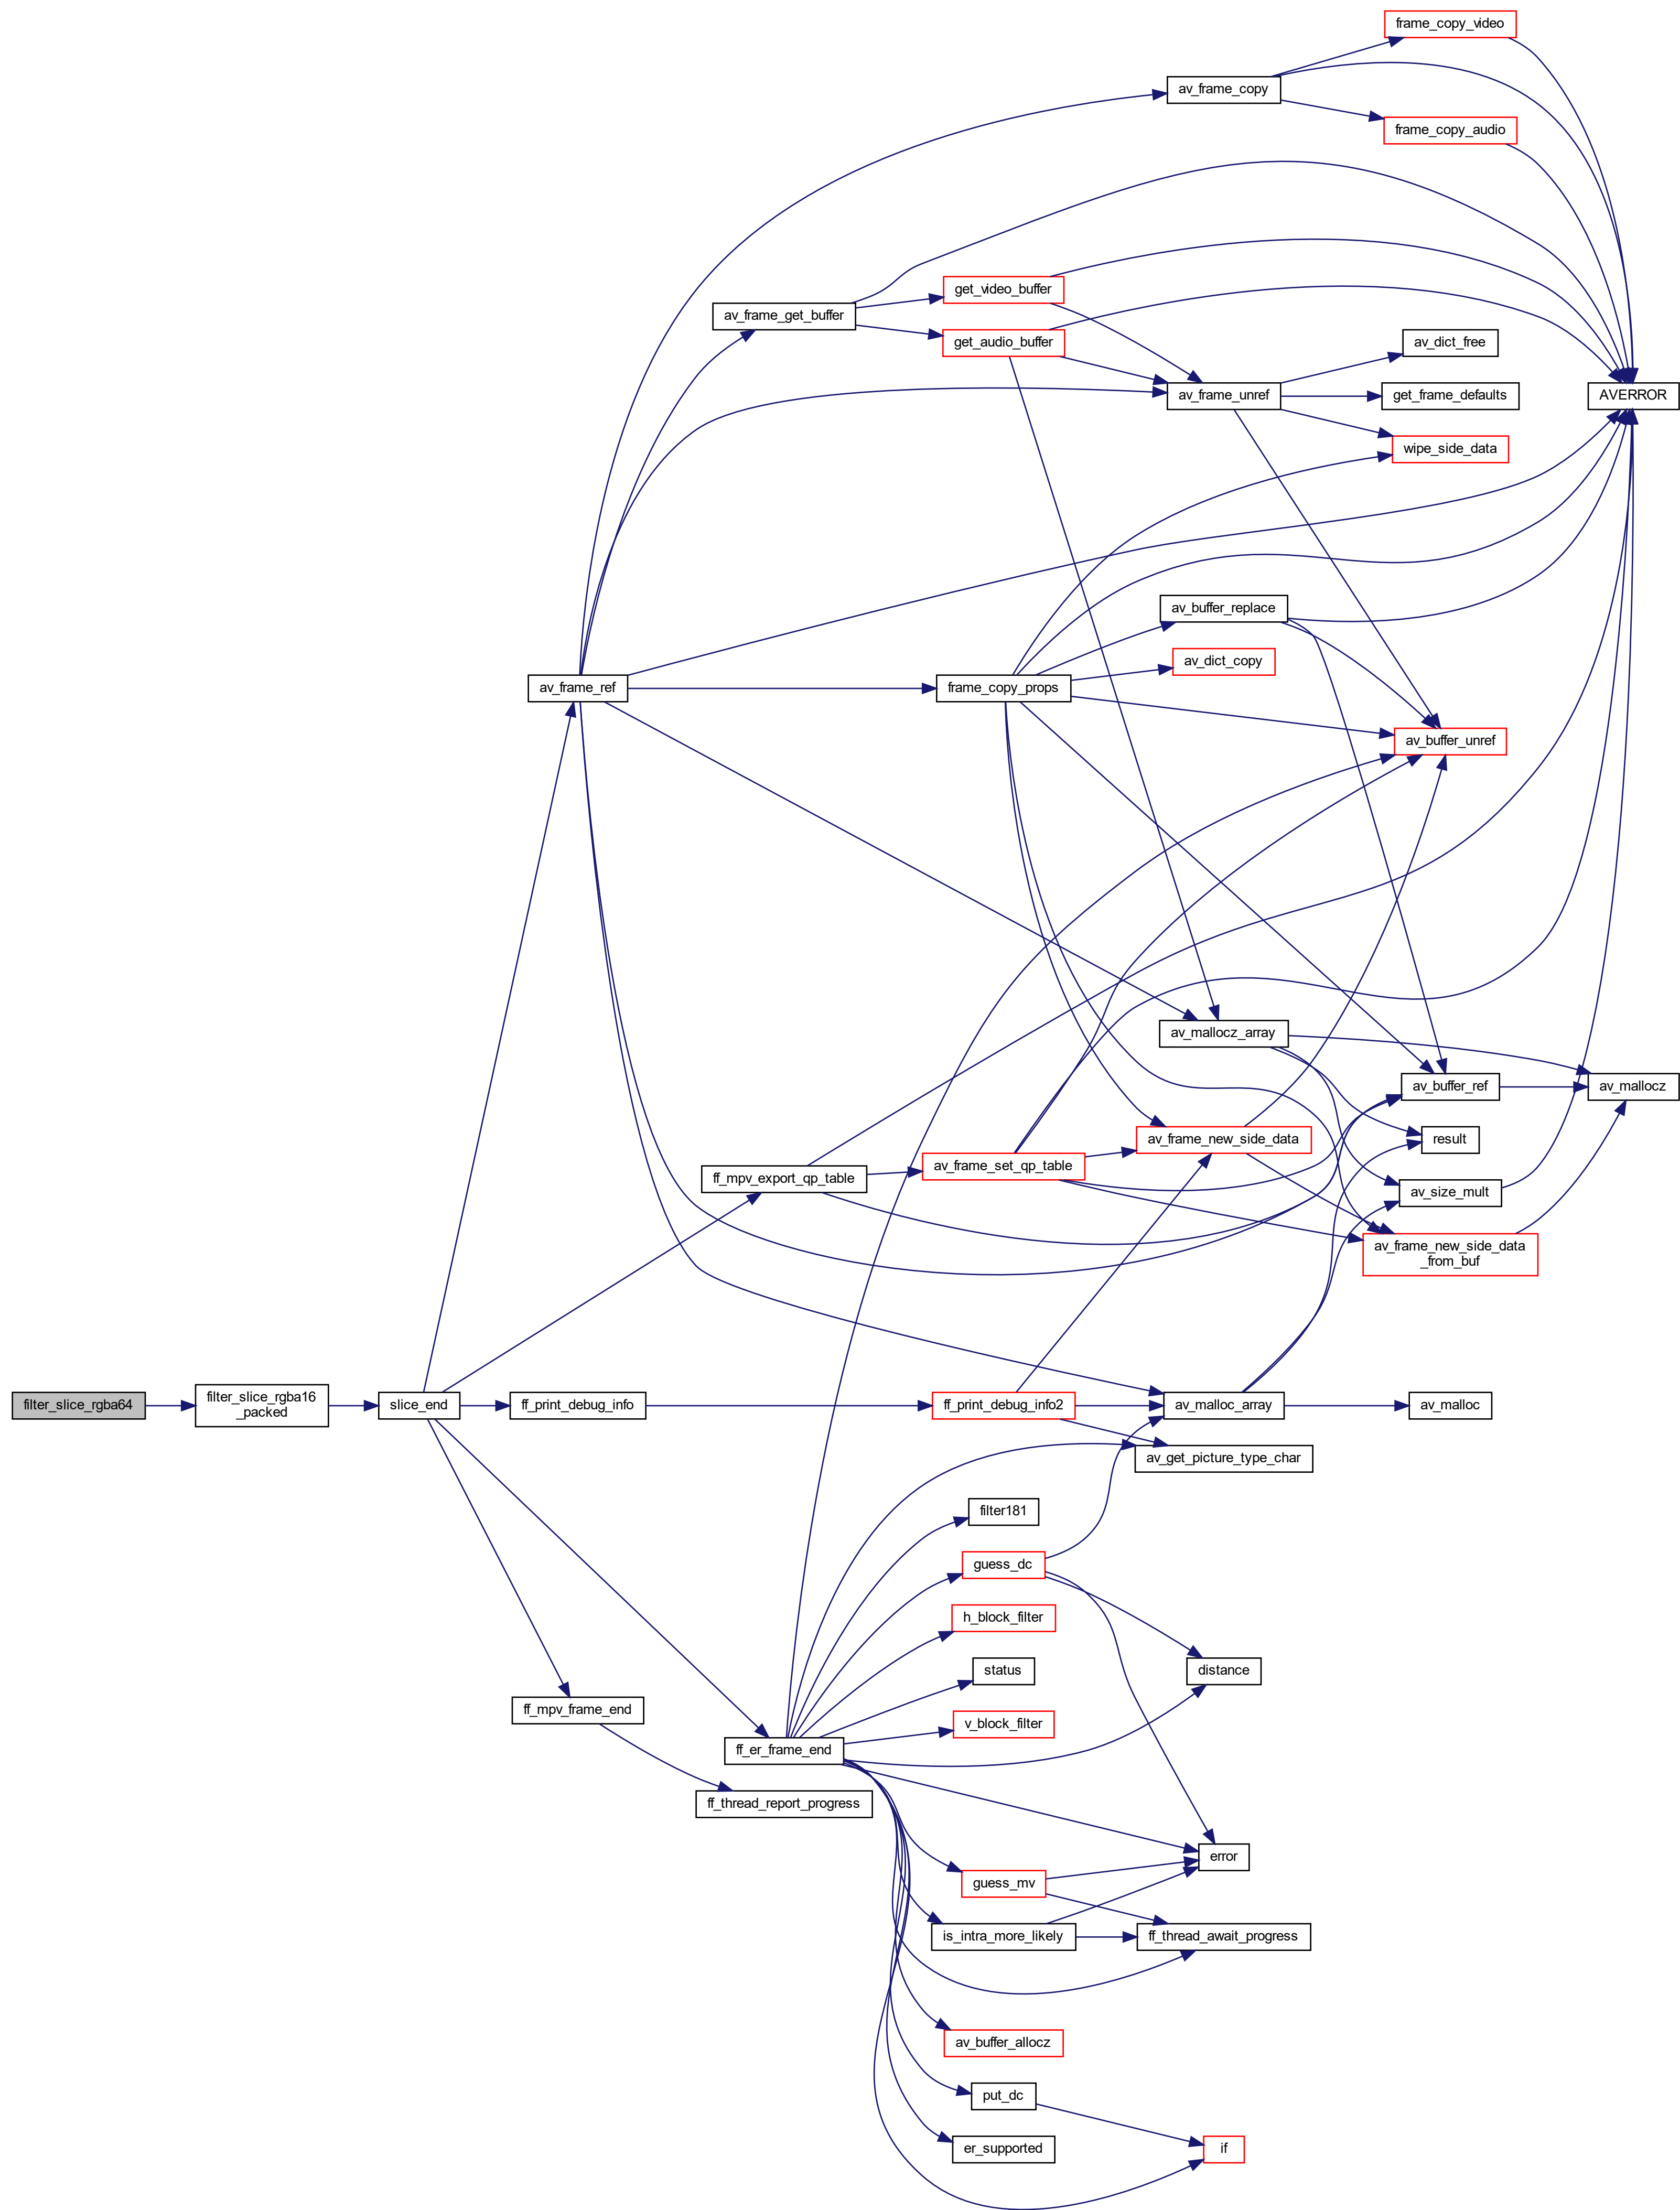 frame_copy_video
av_frame_copy
frame_copy_audio
get_video_buffer
av_frame_get_buffer
get_audio_buffer
av_dict_free
av_frame_unref
get_frame_defaults
AVERROR
wipe_side_data
av_buffer_replace
av_dict_copy
av_frame_ref
frame_copy_props
av_buffer_unref
av_mallocz_array
av_buffer_ref
av_mallocz
av_frame_new_side_data
result
av_frame_set_qp_table
ff_mpv_export_qp_table
av_size_mult
av_frame_new_side_data
_from_buf
filter_slice_rgba64
filter_slice_rgba16
_packed
slice_end
ff_print_debug_info
ff_print_debug_info2
av_malloc_array
av_malloc
av_get_picture_type_char
filter181
guess_dc
h_block_filter
status
distance
ff_mpv_frame_end
v_block_filter
ff_er_frame_end
ff_thread_report_progress
error
guess_mv
is_intra_more_likely
ff_thread_await_progress
av_buffer_allocz
put_dc
er_supported
if